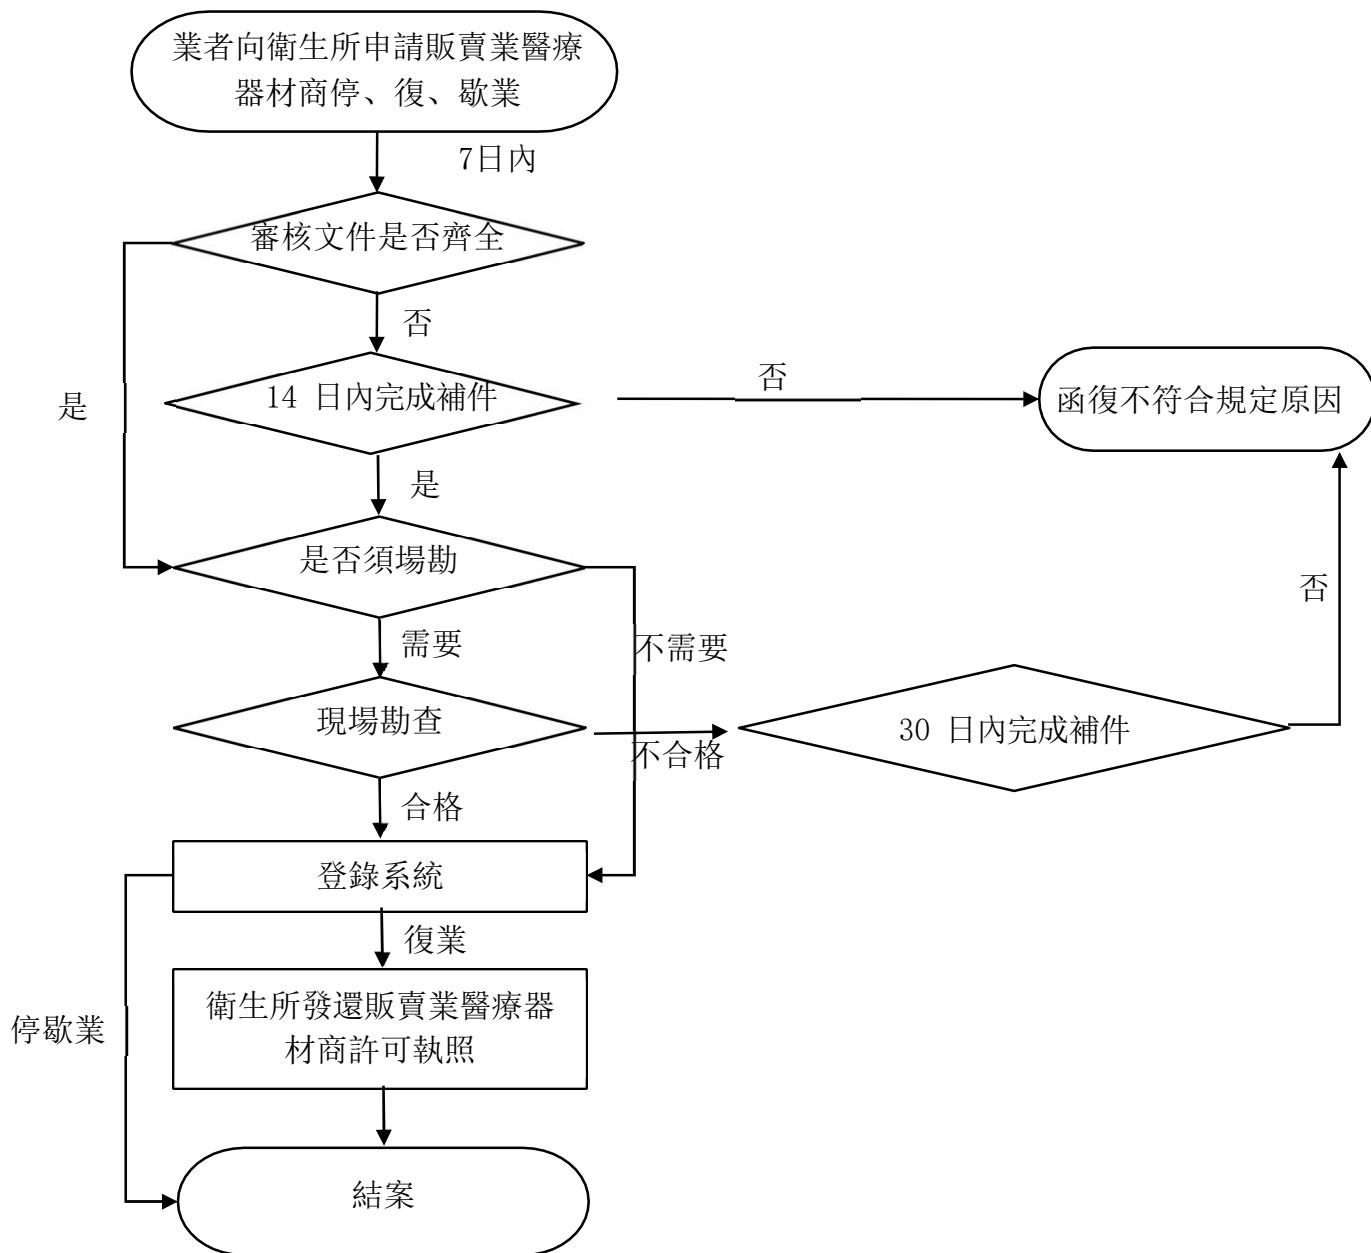 業者向衛生所申請販賣業醫療
器材商停、復、歇業
7日內
審核文件是否齊全
否
是
14 日內完成補件
否
函復不符合規定原因
是
是否須場勘
否
需要
不需要
現場勘查
不合格
30 日內完成補件
合格
登錄系統
復業
停歇業
衛生所發還販賣業醫療器
材商許可執照
結案